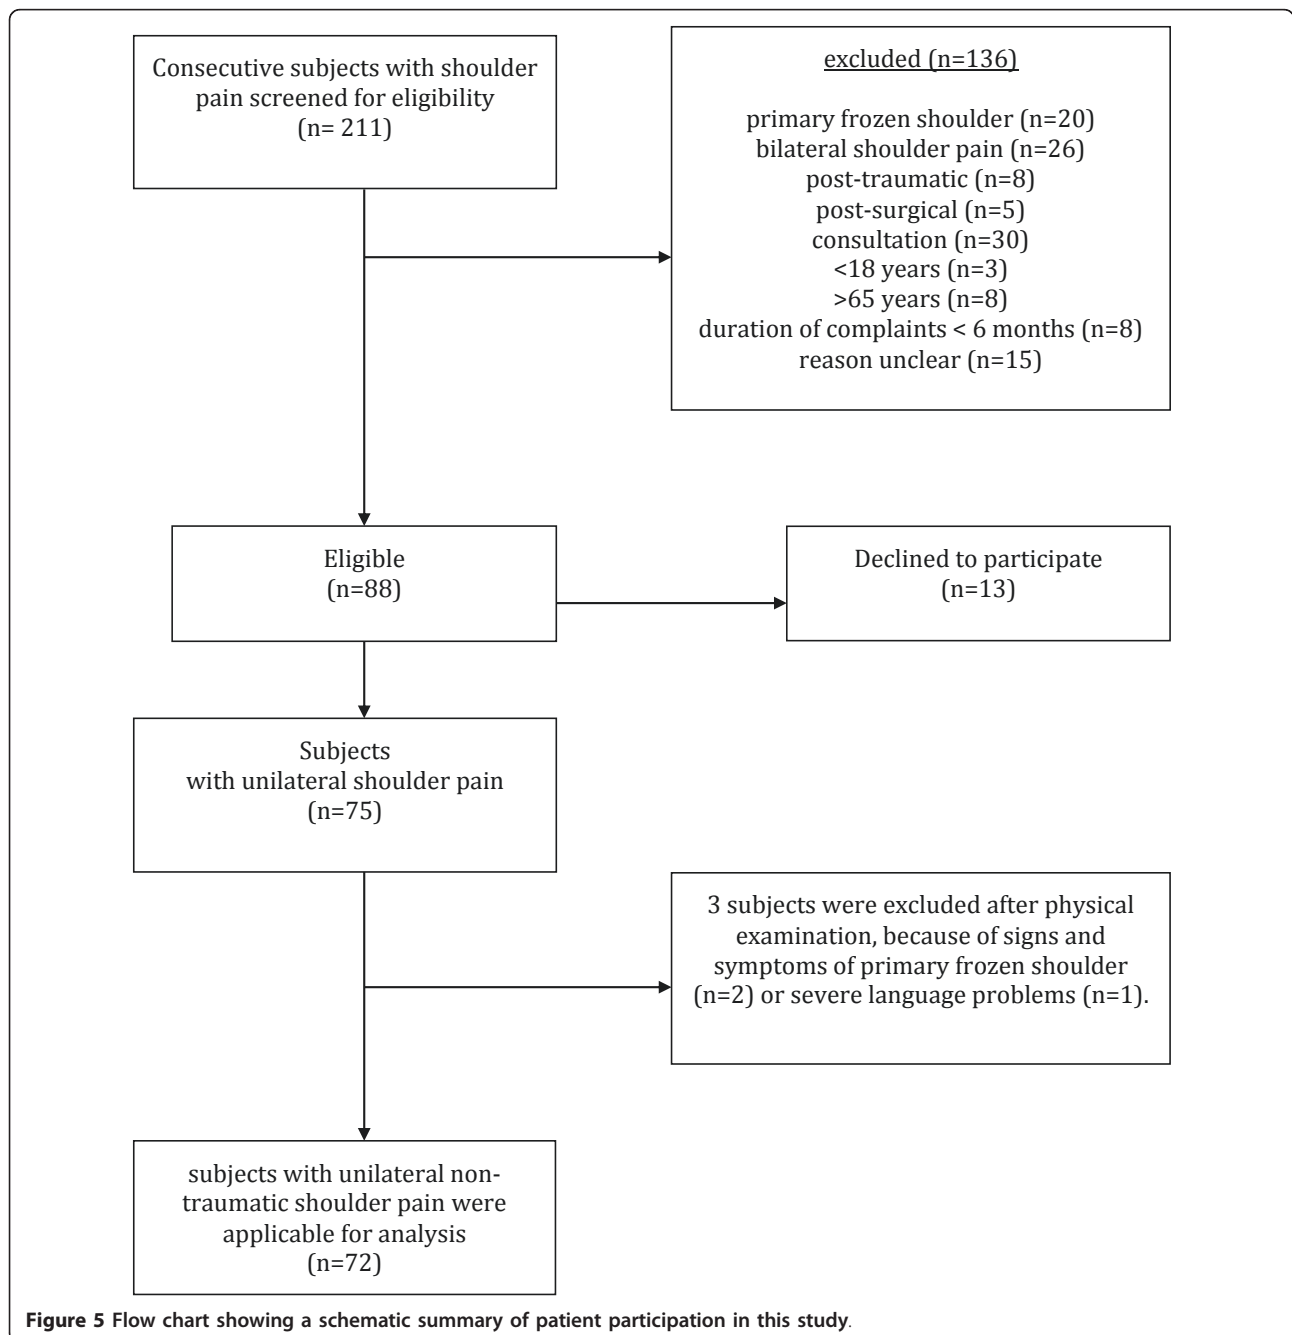 Consecutive subjects with shoulder
pain screened for eligibility
(n= 211)
excluded (n=136)
primary frozen shoulder (n=20)
bilateral shoulder pain (n=26)
post-traumatic (n=8)
post-surgical (n=5)
consultation (n=30)
<18 years (n=3)
>65 years (n=8)
duration of complaints < 6 months (n=8)
reason unclear (n=15)
Eligible
(n=88)
Declined to participate
(n=13)
Subjects
with unilateral shoulder pain
(n=75)
3 subjects were excluded after physical
examination, because of signs and
symptoms of primary frozen shoulder
(n=2) or severe language problems (n=1).
subjects with unilateral non-
traumatic shoulder pain were
applicable for analysis
(n=72)
Figure 5 Flow chart showing a schematic summary of patient participation in this study.